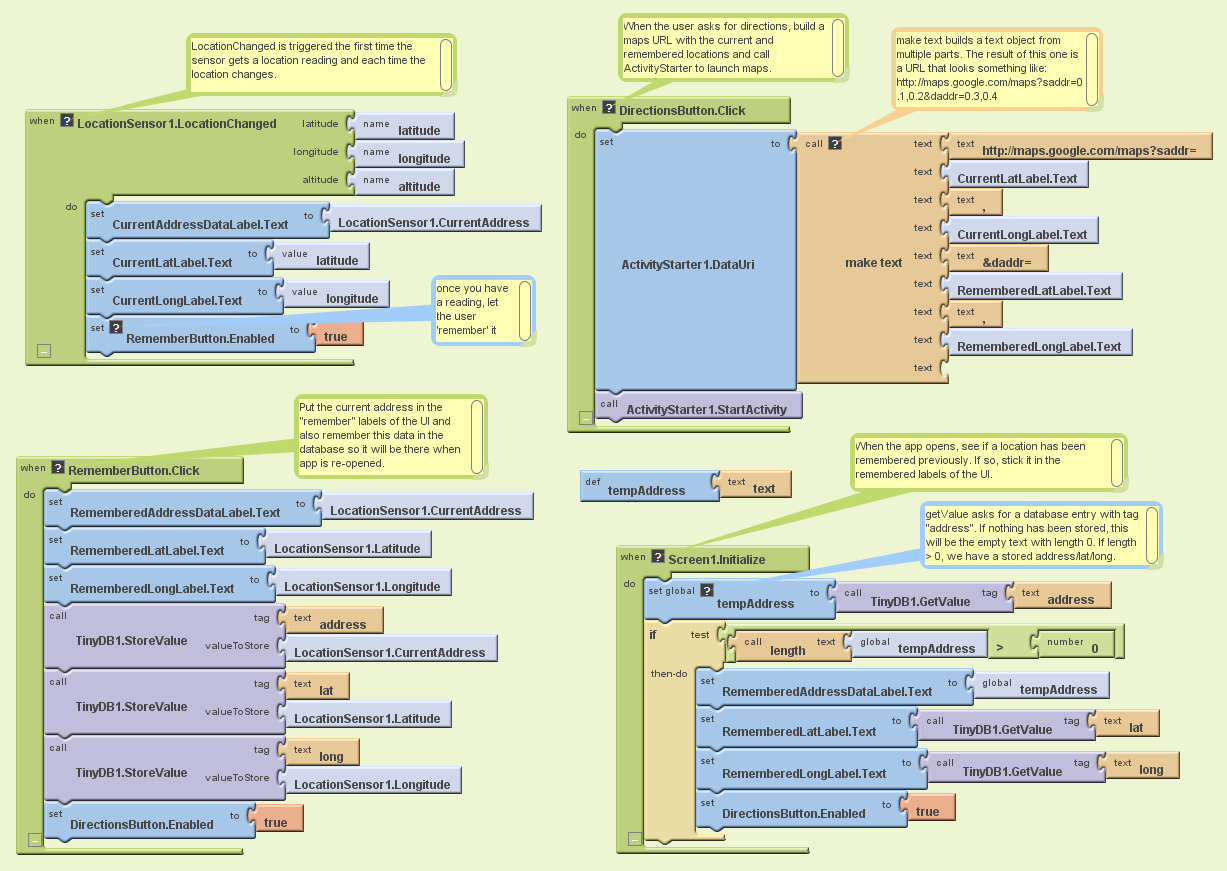 LocationChanged is triggered the first time the
sensor gets a location reading and each time the
location changes.
when ? LocationSensor1.LocationChanged latitude name latitude
longitude name longitude
altitude name altitude
do
set CurrentAddressDataLabel.Text to LocationSensor1.CurrentAddress
set CurrentLatLabel.Text to value latitude
set CurrentLongLabel.Text to value longitude
set ? RememberButton.Enabled to true
once you have
a reading, let
the user
'remember' it
When the user asks for directions, build a
maps URL with the current and
remembered locations and call
ActivityStarter to launch maps.
make text builds a text object from
multiple parts. The result of this one is
a URL that looks something like:
http://maps.google.com/maps?saddr=0
.1,0.2&daddr=0.3,0.4
when ? DirectionsButton.Click
do
set ActivityStarter1.DataUri to call ? make text
text text http://maps.google.com/maps?saddr=
text CurrentLatLabel.Text
text text ,
text CurrentLongLabel.Text
text text &daddr=
text RememberedLatLabel.Text
text text ,
text RememberedLongLabel.Text
text
call ActivityStarter1.StartActivity
Put the current address in the
"remember" labels of the UI and
also remember this data in the
database so it will be there when
app is re-opened.
when ? RememberButton.Click
do
set RememberedAddressDataLabel.Text to LocationSensor1.CurrentAddress
set RememberedLatLabel.Text to LocationSensor1.Latitude
set RememberedLongLabel.Text to LocationSensor1.Longitude
call TinyDB1.StoreValue tag text address
valueToStore LocationSensor1.CurrentAddress
call TinyDB1.StoreValue tag text lat
valueToStore LocationSensor1.Latitude
call TinyDB1.StoreValue tag text long
valueToStore LocationSensor1.Longitude
set DirectionsButton.Enabled to true
def tempAddress text text
When the app opens, see if a location has been
remembered previously. If so, stick it in the
remembered labels of the UI.
getValue asks for a database entry with tag
"address". If nothing has been stored, this
will be the empty text with length 0. If length
> 0, we have a stored address/lat/long.
when ? Screen1.Initialize
do
set global ? tempAddress to call TinyDB1.GetValue tag text address
if test call length text global tempAddress > number 0
then-do
set RememberedAddressDataLabel.Text to global tempAddress
set RememberedLatLabel.Text to call TinyDB1.GetValue tag text lat
set RememberedLongLabel.Text to call TinyDB1.GetValue tag text long
set DirectionsButton.Enabled to true